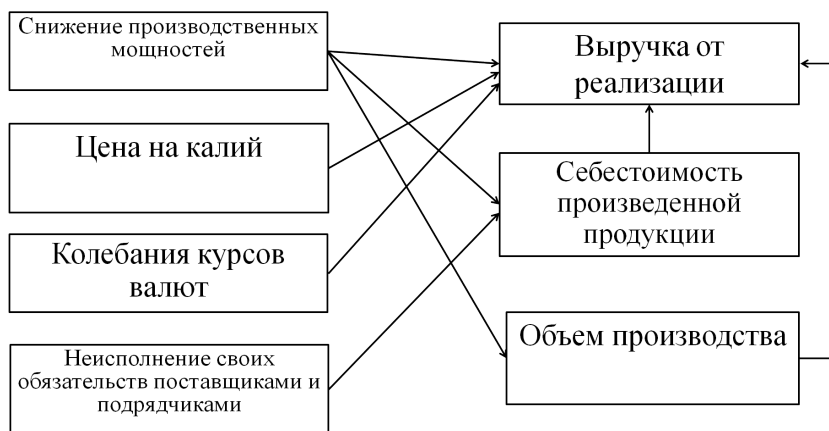 Снижение производственных
мощностей
Цена на калий
Колебания курсов
валют
Неисполнение своих
обязательств поставщиками и
подрядчиками
Выручка от
реализации
Себестоимость
произведенной
продукции
Объем производства